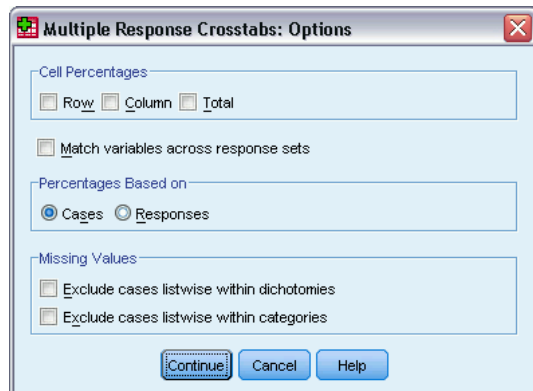 Multiple Response Crosstabs: Options
Cell Percentages
Row Column Total
Match variables across response sets
Percentages Based on
Cases Responses
Missing Values
Exclude cases listwise within dichotomies
Exclude cases listwise within categories
Continue Cancel Help